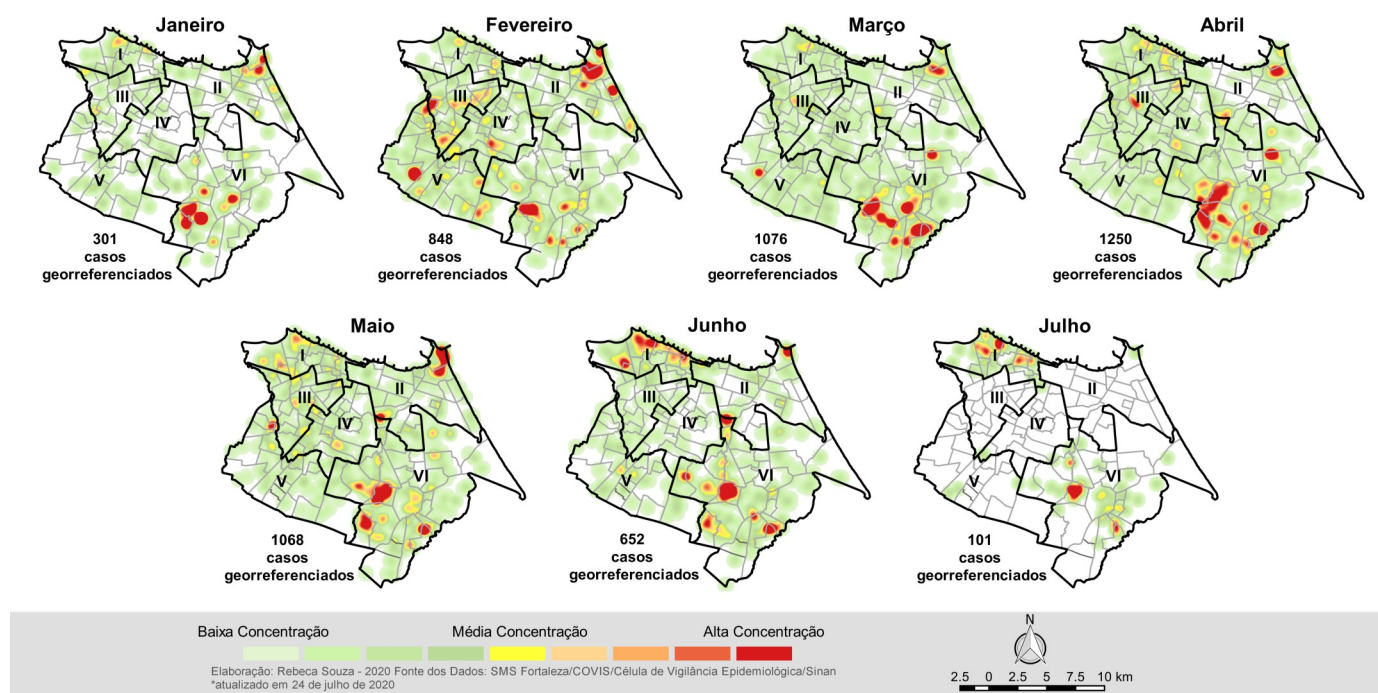 Janeiro
I
II
III
IV
V
VI
301
casos
georreferenciados
Fevereiro
I
II
III
IV
V
VI
848
casos
georreferenciados
Março
I
II
III
IV
V
VI
1076
casos
georreferenciados
Abril
I
II
III
IV
V
VI
1250
casos
georreferenciados
Maio
I
II
III
IV
V
VI
1068
casos
georreferenciados
Junho
I
II
III
IV
V
VI
652
casos
georreferenciados
Julho
I
II
III
IV
V
VI
101
casos
georreferenciados
Baixa Concentração Média Concentração Alta Concentração
Elaboração: Rebeca Souza - 2020 Fonte dos Dados: SMS Fortaleza/COVIS/Célula de Vigilância Epidemiológica/Sinan
*atualizado em 24 de julho de 2020
N
2.5 0 2.5 5 7.5 10 km